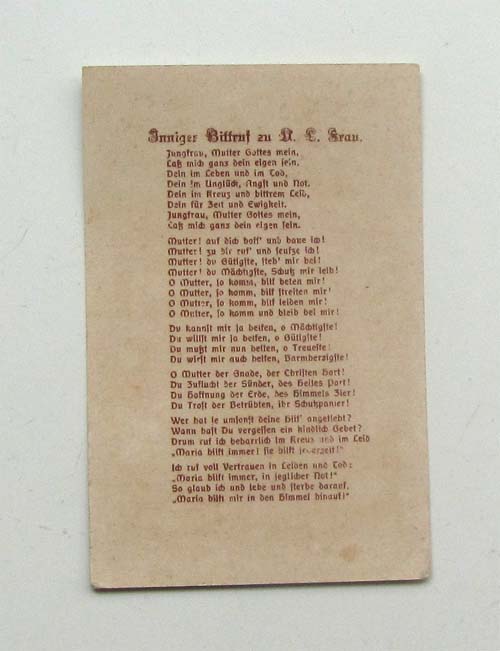 Inniger Bittruf zu U. L. Frau.
Jungfrau, Mutter Gottes mein,
Laß mich ganz dein eigen sein.
Dein im Leben und im Tod,
Dein im Unglück, Angst und Not.
Dein im Kreuz und bittrem Leid,
Dein für Zeit und Ewigkeit.
Jungfrau, Mutter Gottes mein,
Laß mich ganz dein eigen sein.
Mutter! auf dich hoff' und baue ich!
Mutter! zu dir ruf' und seufze ich!
Mutter! du Gütigste, steh' mir bei!
Mutter! du Mächtigste, Schutz mir leih!
O Mutter, so komm, hilf beten mir!
O Mutter, so komm, hilf streiten mir!
O Mutter, so komm, hilf leiden mir!
O Mutter, so komm und bleib bei mir!
Du kannst mir ja helfen, o Mächtigste!
Du willst mir ja helfen, o Gütigste!
Du mußt mir nun helfen, o Treueste!
Du wirst mir auch helfen, Barmherzigste!
O Mutter der Gnade, der Christen Hort!
Du Zuflucht der Sünder, des Heiles Port!
Du Hoffnung der Erde, des Himmels Zier!
Du Trost der Betrübten, ihr Schutzpanier!
Wer hat je umsonst deine Hilf' angefleht?
Wann hast Du vergessen ein kindlich Gebet?
Drum ruf ich beharrlich im Kreuz und im Leid
„Maria hilft immer! sie hilft jederzeit!"
Ich ruf voll Vertrauen in Leiden und Tod:
„Maria hilft immer, in jeglicher Not!"
So glaub ich und lebe und sterbe darauf,
„Maria hilft mir in den Himmel hinauf!"